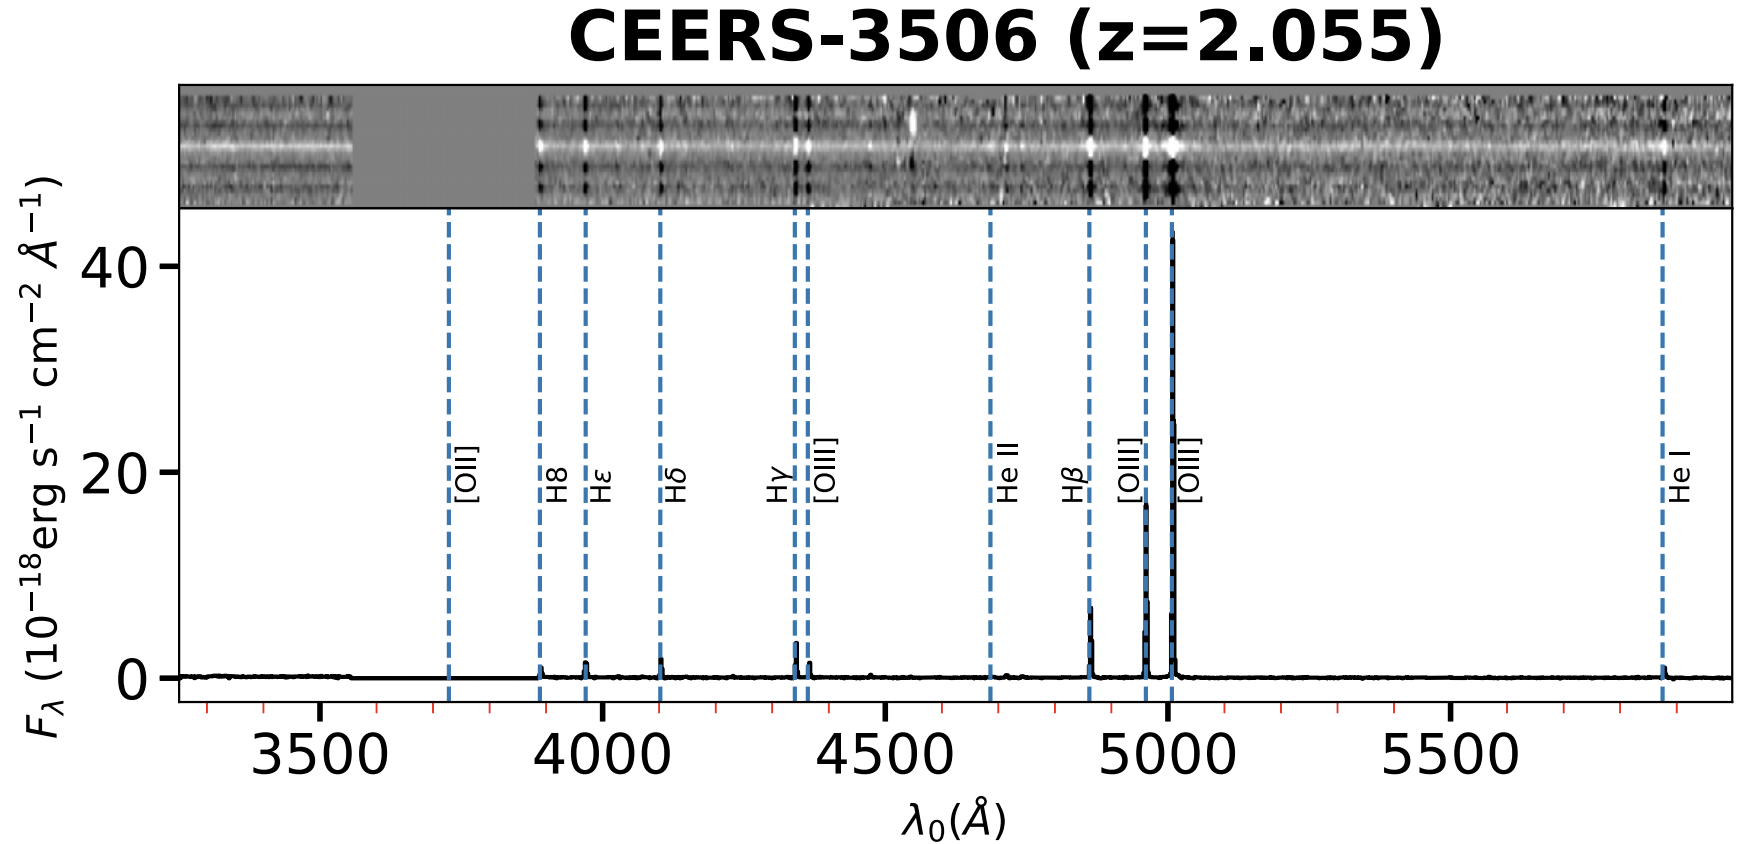 CEERS-3506 (z=2.055)
40
20
0
F_λ (10⁻¹⁸erg s⁻¹ cm⁻² Å⁻¹)
[OII]
H8
Hε
Hδ
Hγ
[OIII]
He II
Hβ
[OIII]
[OIII]
He I
3500 4000 4500 5000 5500
λ₀(Å)